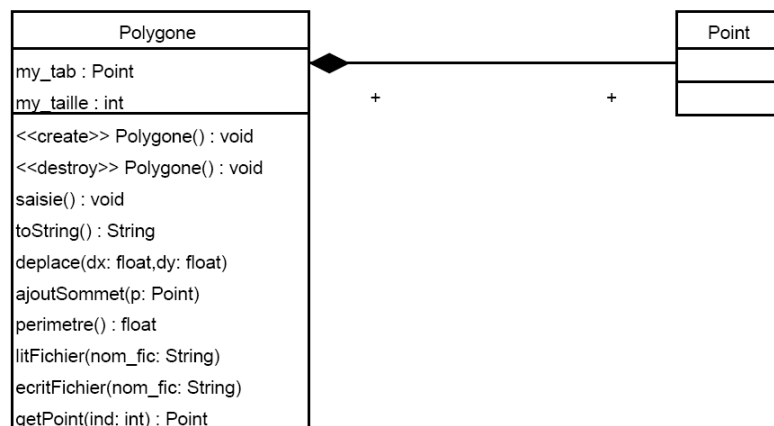 Polygone
my_tab : Point
my_taille : int
<<create>> Polygone() : void
<<destroy>> Polygone() : void
saisie() : void
toString() : String
deplace(dx: float,dy: float)
ajoutSommet(p: Point)
perimetre() : float
litFichier(nom_fic: String)
ecritFichier(nom_fic: String)
getPoint(ind: int) : Point
+ +
Point